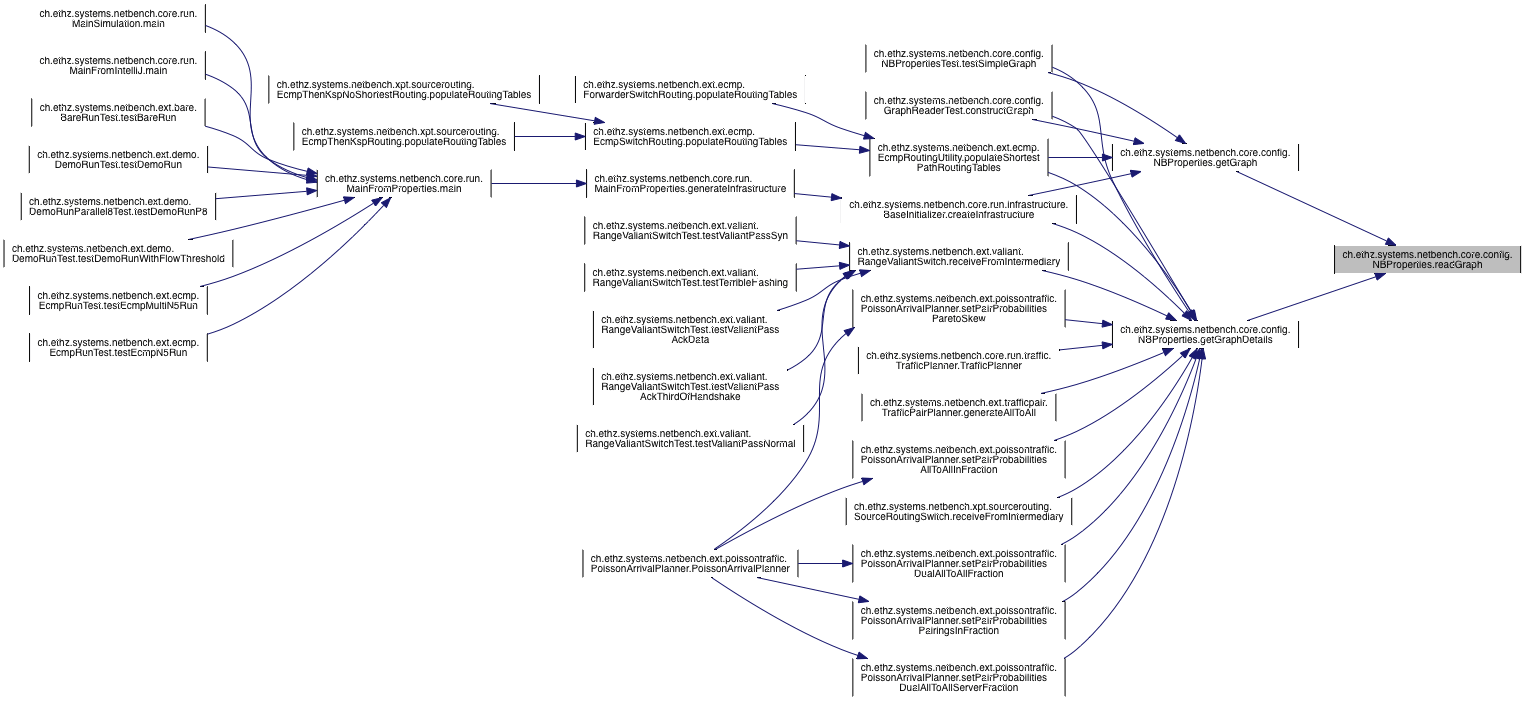 ch.ethz.systems.netbench.core.run.
MainSimulation.main
ch.ethz.systems.netbench.core.run.
MainFromIntelliJ.main
ch.ethz.systems.netbench.ext.bare.
BareRunTest.testBareRun
ch.ethz.systems.netbench.ext.demo.
DemoRunTest.testDemoRun
ch.ethz.systems.netbench.ext.demo.
DemoRunParallel8Test.testDemoRunP8
ch.ethz.systems.netbench.ext.demo.
DemoRunTest.testDemoRunWithFlowThreshold
ch.ethz.systems.netbench.ext.ecmp.
EcmpRunTest.testEcmpMultiN5Run
ch.ethz.systems.netbench.ext.ecmp.
EcmpRunTest.testEcmpN5Run
ch.ethz.systems.netbench.xpt.sourcerouting.
EcmpThenKspNoShortestRouting.populateRoutingTables
ch.ethz.systems.netbench.xpt.sourcerouting.
EcmpThenKspRouting.populateRoutingTables
ch.ethz.systems.netbench.core.run.
MainFromProperties.main
ch.ethz.systems.netbench.ext.ecmp.
ForwarderSwitchRouting.populateRoutingTables
ch.ethz.systems.netbench.ext.ecmp.
EcmpSwitchRouting.populateRoutingTables
ch.ethz.systems.netbench.core.run.
MainFromProperties.generateInfrastructure
ch.ethz.systems.netbench.ext.valiant.
RangeValiantSwitchTest.testValiantPassSyn
ch.ethz.systems.netbench.ext.valiant.
RangeValiantSwitchTest.testTerribleHashing
ch.ethz.systems.netbench.ext.valiant.
RangeValiantSwitchTest.testValiantPass
AckData
ch.ethz.systems.netbench.ext.valiant.
RangeValiantSwitchTest.testValiantPass
AckThirdOfHandshake
ch.ethz.systems.netbench.ext.valiant.
RangeValiantSwitchTest.testValiantPassNormal
ch.ethz.systems.netbench.ext.poissontraffic.
PoissonArrivalPlanner.PoissonArrivalPlanner
ch.ethz.systems.netbench.core.config.
NBPropertiesTest.testSimpleGraph
ch.ethz.systems.netbench.core.config.
GraphReaderTest.constructGraph
ch.ethz.systems.netbench.ext.ecmp.
EcmpRoutingUtility.populateShortest
PathRoutingTables
ch.ethz.systems.netbench.core.run.infrastructure.
BaseInitializer.createInfrastructure
ch.ethz.systems.netbench.ext.valiant.
RangeValiantSwitch.receiveFromIntermediary
ch.ethz.systems.netbench.ext.poissontraffic.
PoissonArrivalPlanner.setPairProbabilities
ParetoSkew
ch.ethz.systems.netbench.core.run.traffic.
TrafficPlanner.TrafficPlanner
ch.ethz.systems.netbench.ext.trafficpair.
TrafficPairPlanner.generateAllToAll
ch.ethz.systems.netbench.ext.poissontraffic.
PoissonArrivalPlanner.setPairProbabilities
AllToAllInFraction
ch.ethz.systems.netbench.xpt.sourcerouting.
SourceRoutingSwitch.receiveFromIntermediary
ch.ethz.systems.netbench.ext.poissontraffic.
PoissonArrivalPlanner.setPairProbabilities
DualAllToAllFraction
ch.ethz.systems.netbench.ext.poissontraffic.
PoissonArrivalPlanner.setPairProbabilities
PairingsInFraction
ch.ethz.systems.netbench.ext.poissontraffic.
PoissonArrivalPlanner.setPairProbabilities
DualAllToAllServerFraction
ch.ethz.systems.netbench.core.config.
NBProperties.getGraph
ch.ethz.systems.netbench.core.config.
NBProperties.getGraphDetails
ch.ethz.systems.netbench.core.config.
NBProperties.readGraph